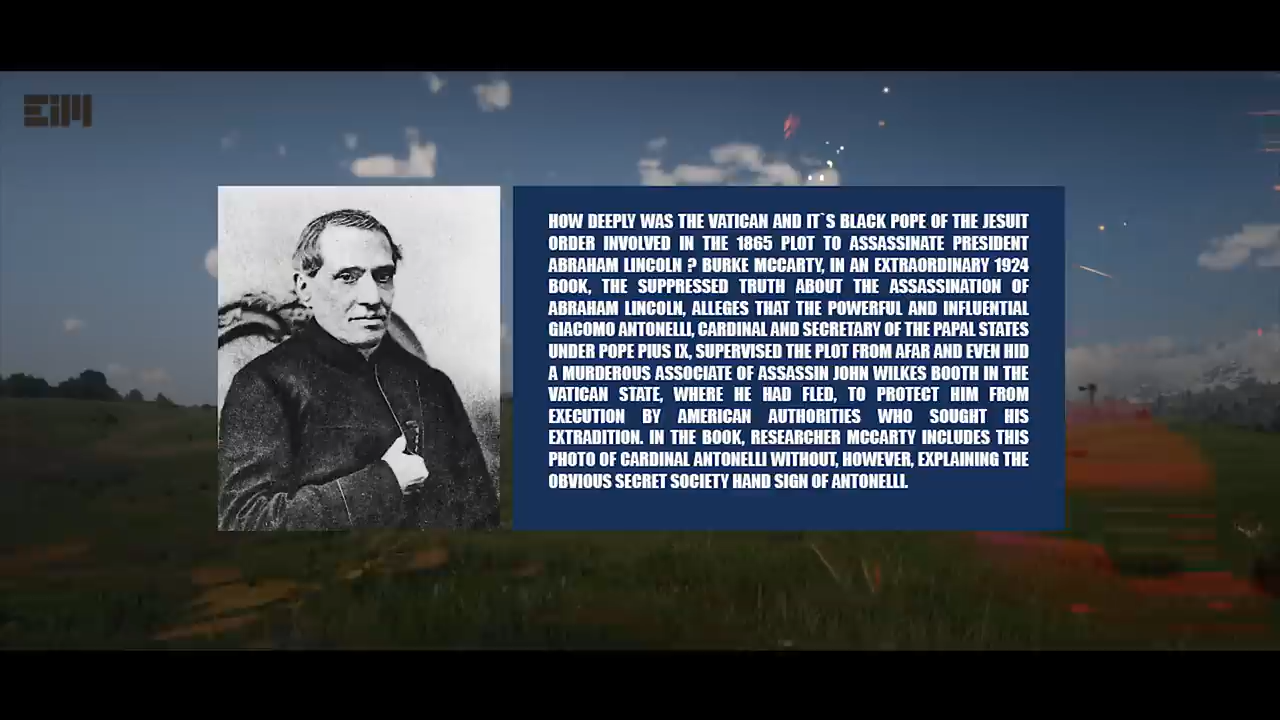 EIM
HOW DEEPLY WAS THE VATICAN AND IT`S BLACK POPE OF THE JESUIT
ORDER INVOLVED IN THE 1865 PLOT TO ASSASSINATE PRESIDENT
ABRAHAM LINCOLN ? BURKE MCCARTY, IN AN EXTRAORDINARY 1924
BOOK, THE SUPPRESSED TRUTH ABOUT THE ASSASSINATION OF
ABRAHAM LINCOLN, ALLEGES THAT THE POWERFUL AND INFLUENTIAL
GIACOMO ANTONELLI, CARDINAL AND SECRETARY OF THE PAPAL STATES
UNDER POPE PIUS IX, SUPERVISED THE PLOT FROM AFAR AND EVEN HID
A MURDEROUS ASSOCIATE OF ASSASSIN JOHN WILKES BOOTH IN THE
VATICAN STATE, WHERE HE HAD FLED, TO PROTECT HIM FROM
EXECUTION BY AMERICAN AUTHORITIES WHO SOUGHT HIS
EXTRADITION. IN THE BOOK, RESEARCHER MCCARTY INCLUDES THIS
PHOTO OF CARDINAL ANTONELLI WITHOUT, HOWEVER, EXPLAINING THE
OBVIOUS SECRET SOCIETY HAND SIGN OF ANTONELLI.